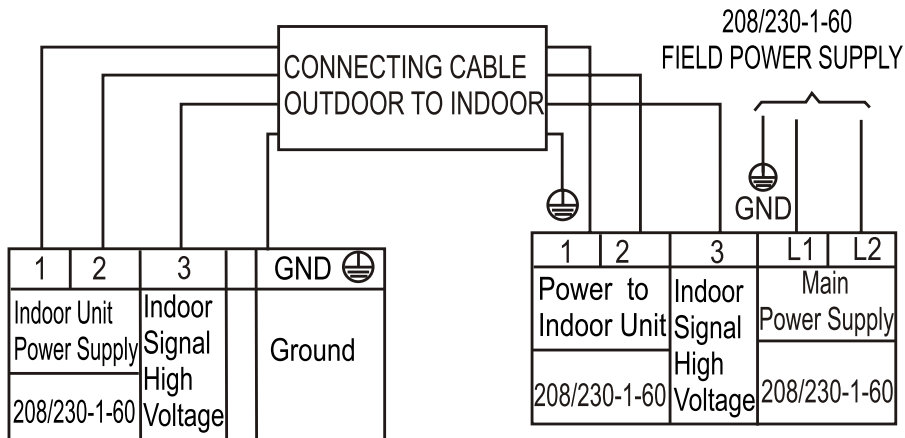 208/230-1-60
FIELD POWER SUPPLY
CONNECTING CABLE
OUTDOOR TO INDOOR
GND
1 2 3 GND
Indoor Unit
Power Supply
208/230-1-60
Indoor
Signal
High
Voltage
Ground
1 2 3 L1 L2
Power to
Indoor Unit
208/230-1-60
Indoor
Signal
High
Voltage
Main
Power Supply
208/230-1-60